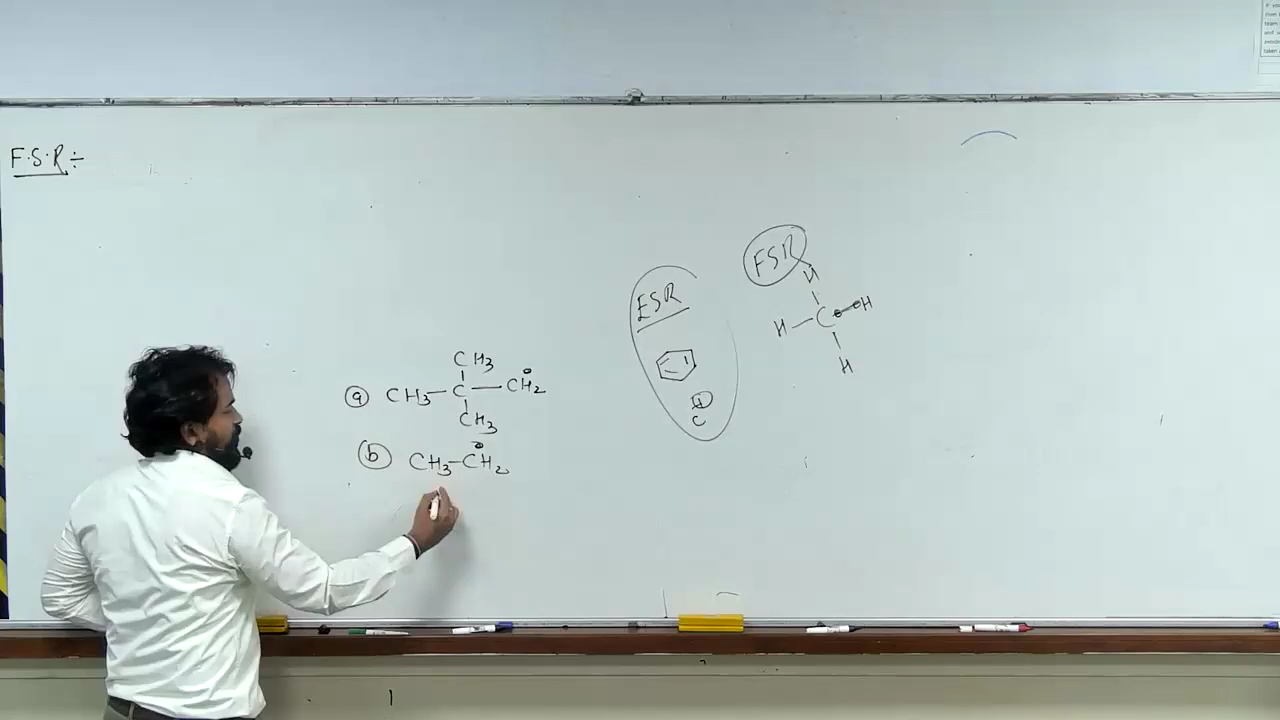 F.S.R ÷
CH3
(a) CH3—C—CH2
CH3
(b) CH3—CH2
ESR
+
C
FSR
H
H—C—H
H